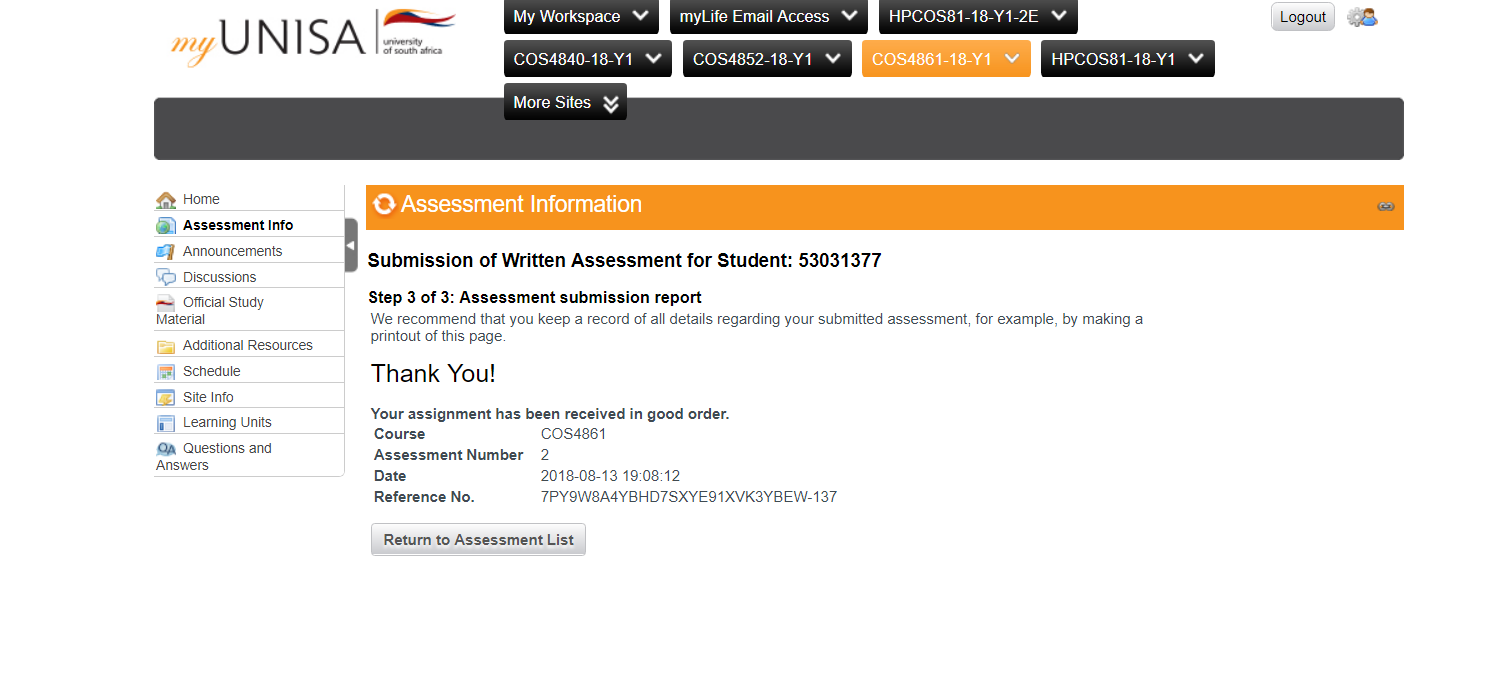 myUNISA university
of south africa
My Workspace myLife Email Access HPCOS81-18-Y1-2E Logout
COS4840-18-Y1 COS4852-18-Y1 COS4861-18-Y1 HPCOS81-18-Y1
More Sites
Home
Assessment Info
Announcements
Discussions
Official Study
Material
Additional Resources
Schedule
Site Info
Learning Units
Questions and
Answers
Assessment Information
Submission of Written Assessment for Student: 53031377
Step 3 of 3: Assessment submission report
We recommend that you keep a record of all details regarding your submitted assessment, for example, by making a
printout of this page.
Thank You!
Your assignment has been received in good order.
Course COS4861
Assessment Number 2
Date 2018-08-13 19:08:12
Reference No. 7PY9W8A4YBHD7SXYE91XVK3YBEW-137
Return to Assessment List